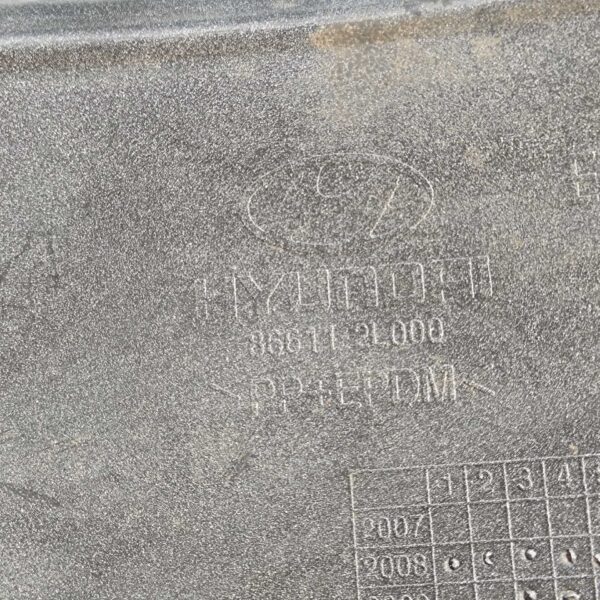 HYUNDAI
86611-2L000
>PP+EPDM<
1 2 3 4
2007
2008